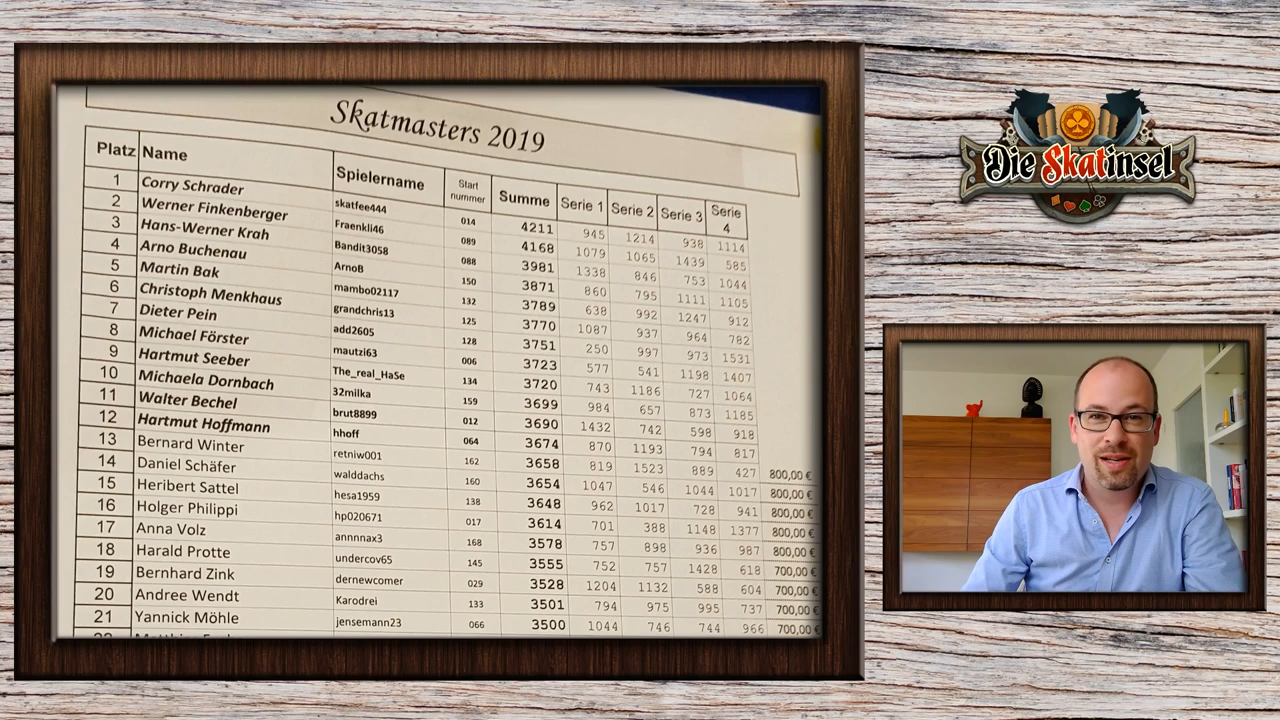 Skatmasters 2019
Platz Name Spielername Start nummer Summe Serie 1 Serie 2 Serie 3 Serie 4
1 Corry Schrader skatfee444 014 4211 945 1214 938 1114
2 Werner Finkenberger Fraenkli46 089 4168 1079 1065 1439 585
3 Hans-Werner Krah Bandit3058 088 3981 1338 846 753 1044
4 Arno Buchenau ArnoB 150 3871 860 795 1111 1105
5 Martin Bak mambo02117 132 3789 638 992 1247 912
6 Christoph Menkhaus grandchris13 125 3770 1087 937 964 782
7 Dieter Pein add2605 128 3751 250 997 973 1531
8 Michael Förster mautzi63 006 3723 577 541 1198 1407
9 Hartmut Seeber The_real_HaSe 134 3720 743 1186 727 1064
10 Michaela Dornbach 32milka 159 3699 984 657 873 1185
11 Walter Bechel brut8899 012 3690 1432 742 598 918
12 Hartmut Hoffmann hhoff 064 3674 870 1193 794 817
13 Bernard Winter retniw001 162 3658 819 1523 889 427 800,00 €
14 Daniel Schäfer walddachs 160 3654 1047 546 1044 1017 800,00 €
15 Heribert Sattel hesa1959 138 3648 962 1017 728 941 800,00 €
16 Holger Philippi hp020671 017 3614 701 388 1148 1377 800,00 €
17 Anna Volz annnnax3 168 3578 757 898 936 987 700,00 €
18 Harald Protte undercov65 145 3555 752 757 1428 618 700,00 €
19 Bernhard Zink dernewcomer 029 3528 1204 1132 588 604 700,00 €
20 Andree Wendt Karodrei 133 3501 794 975 995 737 700,00 €
21 Yannick Möhle jensemann23 066 3500 1044 746 744 966 700,00 €
Die Skatinsel